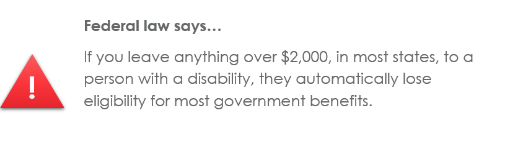 Federal law says…
If you leave anything over $2,000, in most states, to a
person with a disability, they automatically lose
eligibility for most government benefits.
!